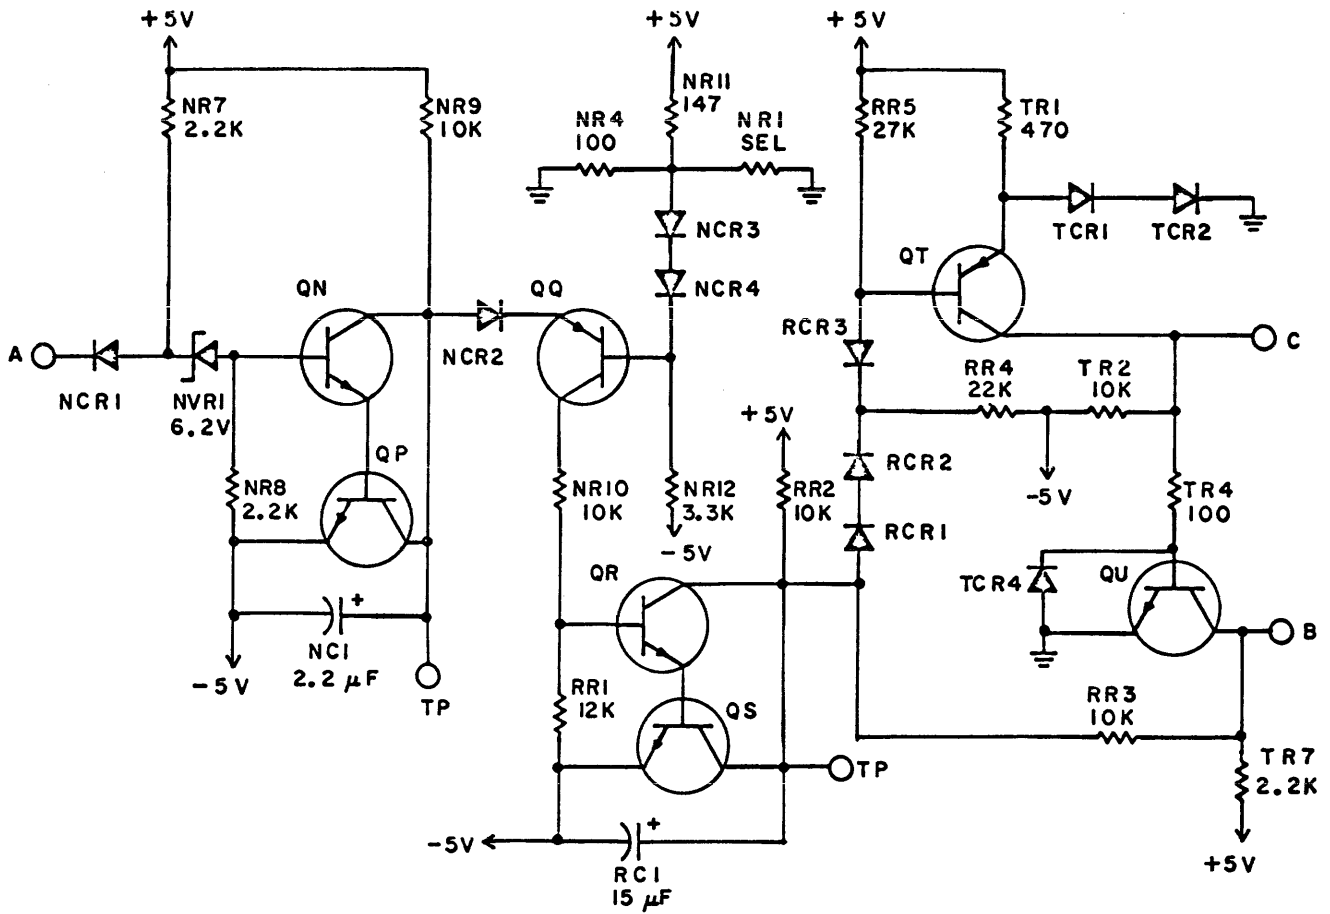 +5V
+5V
+5V
NR7
2.2K
NR9
10K
NR11
147
NR4
100
NR1
SEL
RR5
27K
TR1
470
NCR3
TCR1
TCR2
QT
NCR4
QN
QQ
RCR3
A
NCR2
C
NCR1
NVR1
6.2V
RR4
22K
TR2
10K
+5V
QP
RCR2
NR8
2.2K
NR10
10K
NR12
3.3K
RR2
10K
-5V
TR4
100
RCR1
-5V
QR
TCR4
QU
B
NC1
2.2 µF
-5V
TP
RR1
12K
QS
RR3
10K
TP
TR7
2.2K
-5V
+5V
RC1
15 µF